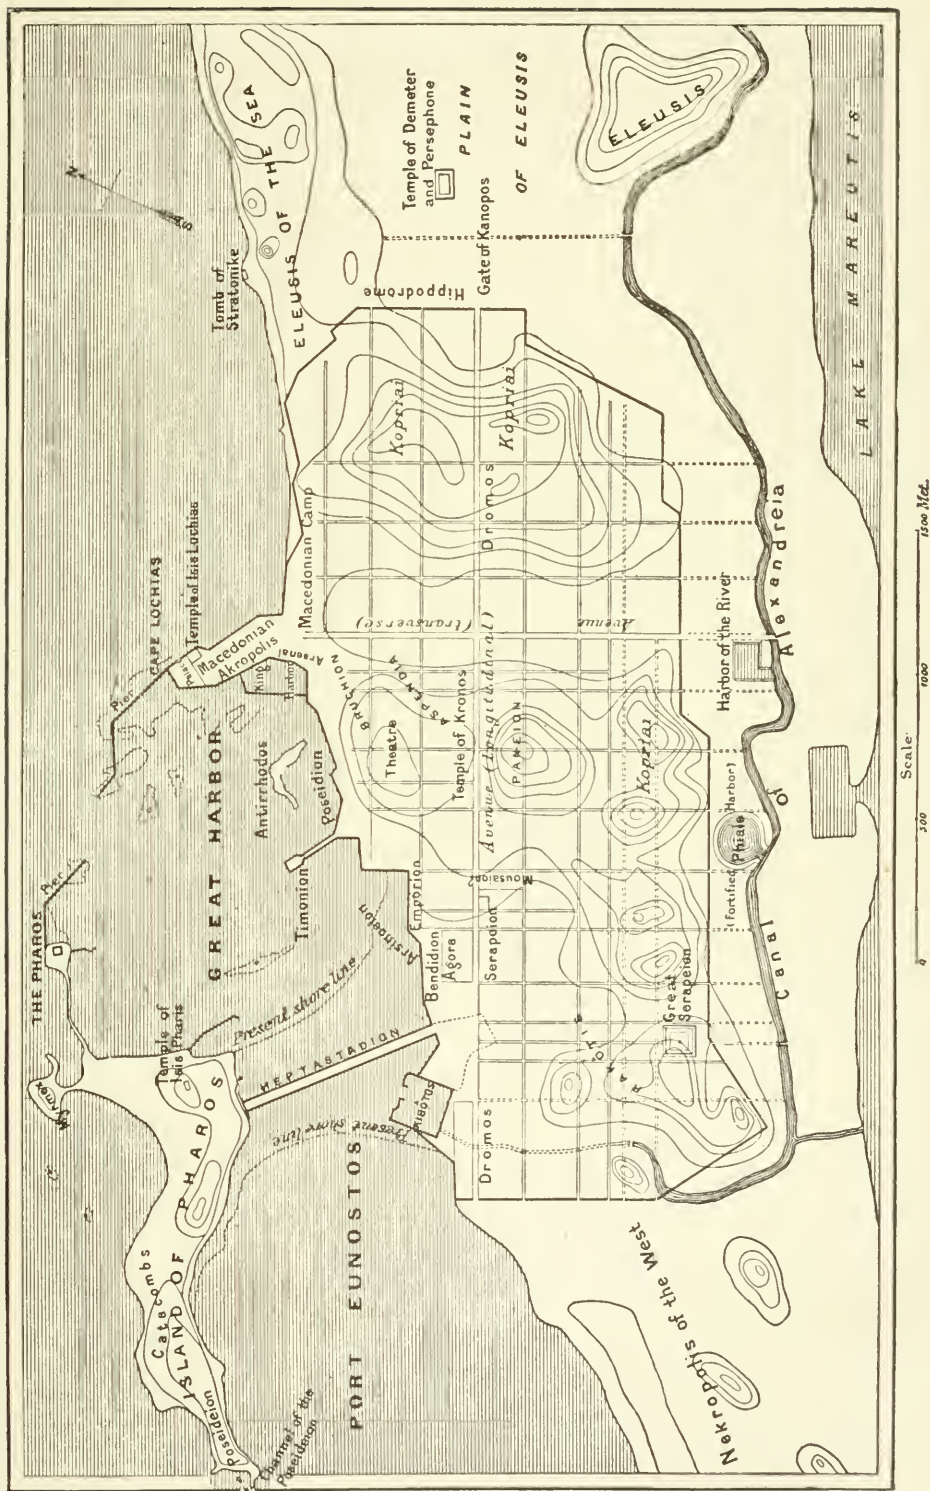 THE PHAROS
Pier
GREAT HARBOR
CAPE LOCHIAS
Pier
Temple of Isis Lochias
Macedonian
Akropolis
Antirrhodos
Poseidion
Timonion
Arsenal
King
Harbor
Temple of
Isis Pharis
ISLAND OF PHAROS
Catacombs
Poseideion
Channel of the
Poseideion
HEPTASTADION
Present shore line
Present shore line
PORT EUNOSTOS
KIBOTOS
Arsinoeion
Emporion
Bendidion
Agora
Serapeion
Mousaion?
Tomb of
Stratonike
ELEUSIS OF THE SEA
N
S
Macedonian Camp
BRUCHION
ASPENDIA
Theatre
Temple of Kronos
PANEION
Avenue (Longitudinal)
Avenue (transverse)
Dromos
Dromos
Kopriai
Kopriai
Kopriai
Hippodrome
Gate of Kanopos
Temple of Demeter
and Persephone
PLAIN
OF ELEUSIS
ELEUSIS
Great
Serapeion
Harbor of the River
(Fortified Harbor)
Phiale
Canal of Alexandreia
LAKE MAREOTIS
Nekropolis of the West
Scale
0 500 1000 1500 Met.